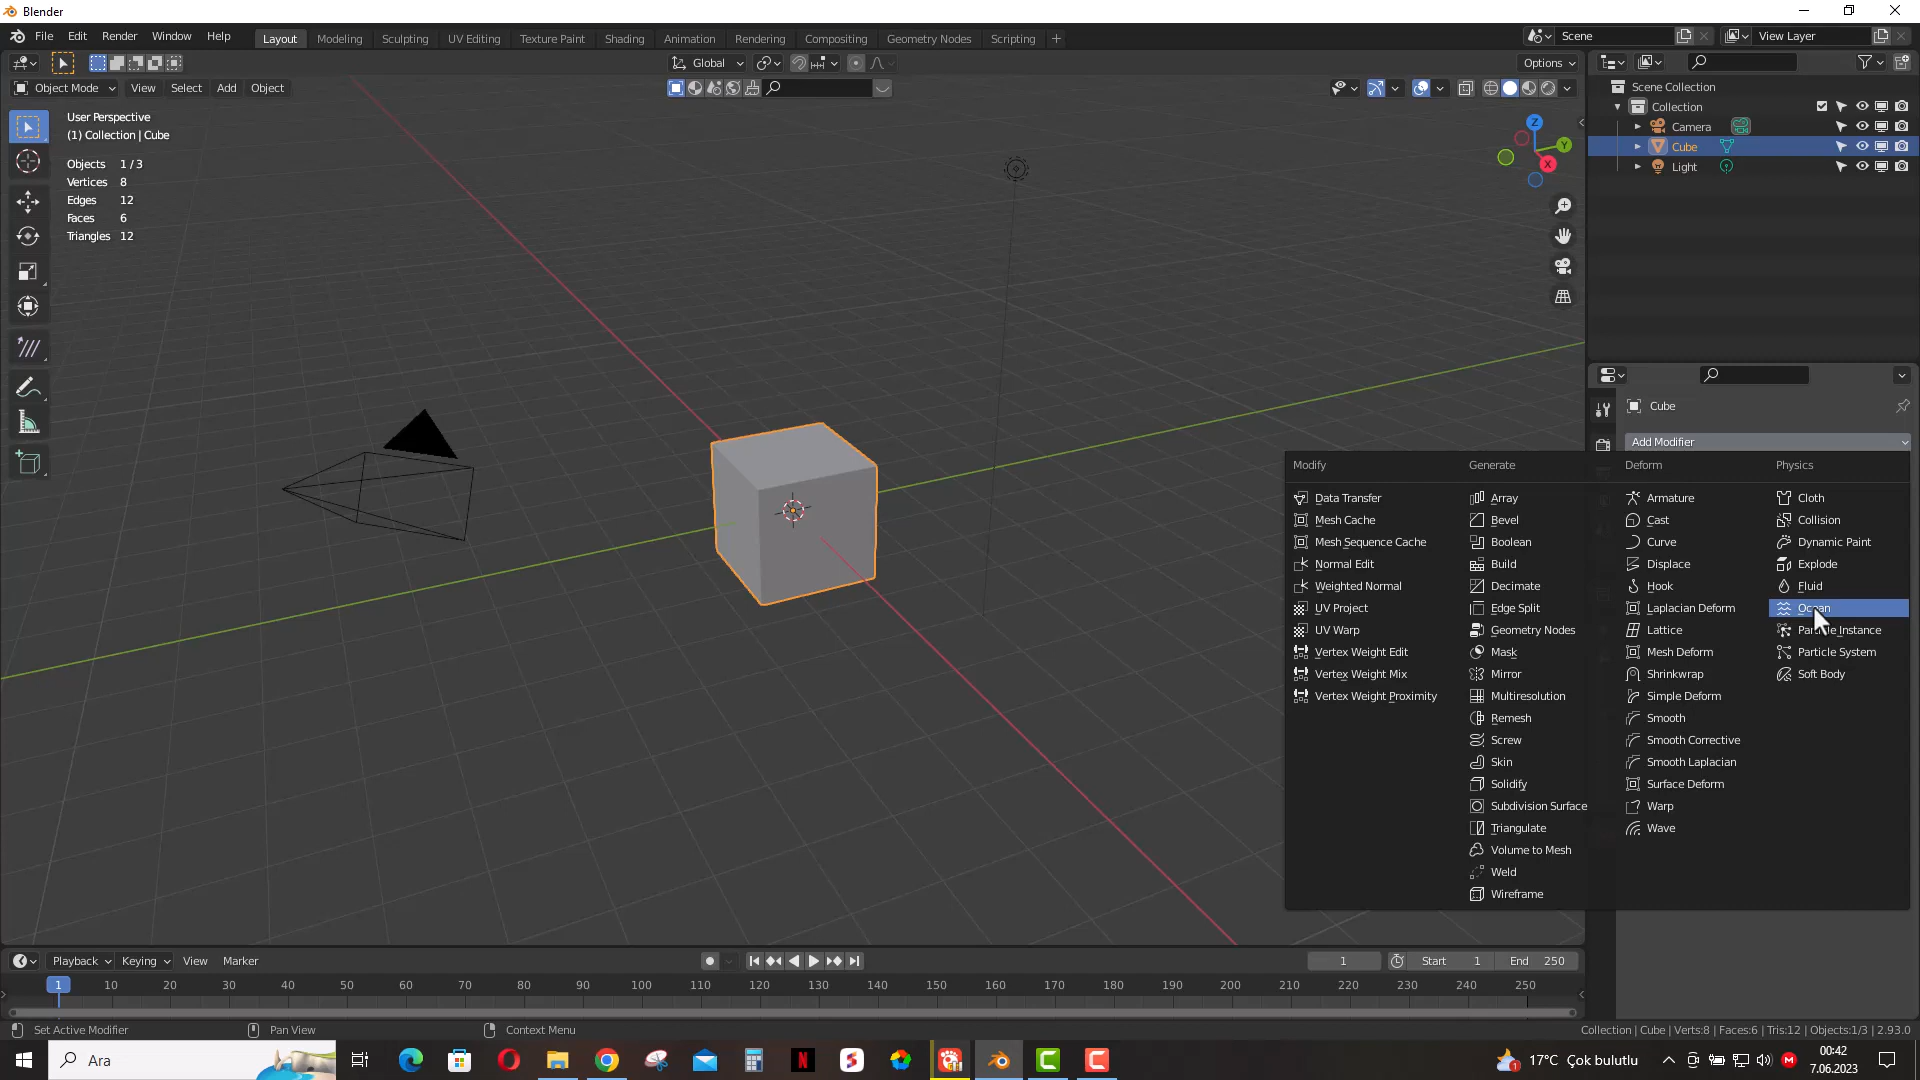 Blender
File Edit Render Window Help
Layout Modeling Sculpting UV Editing Texture Paint Shading Animation Rendering Compositing Geometry Nodes Scripting +
Scene View Layer
Global Options
Object Mode View Select Add Object
User Perspective
(1) Collection | Cube
Objects 1 / 3
Vertices 8
Edges 12
Faces 6
Triangles 12
Z
Y
X
Scene Collection
Collection
Camera
Cube
Light
Cube
Add Modifier
Modify
Data Transfer
Mesh Cache
Mesh Sequence Cache
Normal Edit
Weighted Normal
UV Project
UV Warp
Vertex Weight Edit
Vertex Weight Mix
Vertex Weight Proximity
Generate
Array
Bevel
Boolean
Build
Decimate
Edge Split
Geometry Nodes
Mask
Mirror
Multiresolution
Remesh
Screw
Skin
Solidify
Subdivision Surface
Triangulate
Volume to Mesh
Weld
Wireframe
Deform
Armature
Cast
Curve
Displace
Hook
Laplacian Deform
Lattice
Mesh Deform
Shrinkwrap
Simple Deform
Smooth
Smooth Corrective
Smooth Laplacian
Surface Deform
Warp
Wave
Physics
Cloth
Collision
Dynamic Paint
Explode
Fluid
Ocean
Particle Instance
Particle System
Soft Body
Playback Keying View Marker
1 Start 1 End 250
1 10 20 30 40 50 60 70 80 90 100 110 120 130 140 150 160 170 180 190 200 210 220 230 240 250
Set Active Modifier Pan View Context Menu
Collection | Cube | Verts:8 | Faces:6 | Tris:12 | Objects:1/3 | 2.93.0
Ara
17°C Çok bulutlu
00:42
7.06.2023